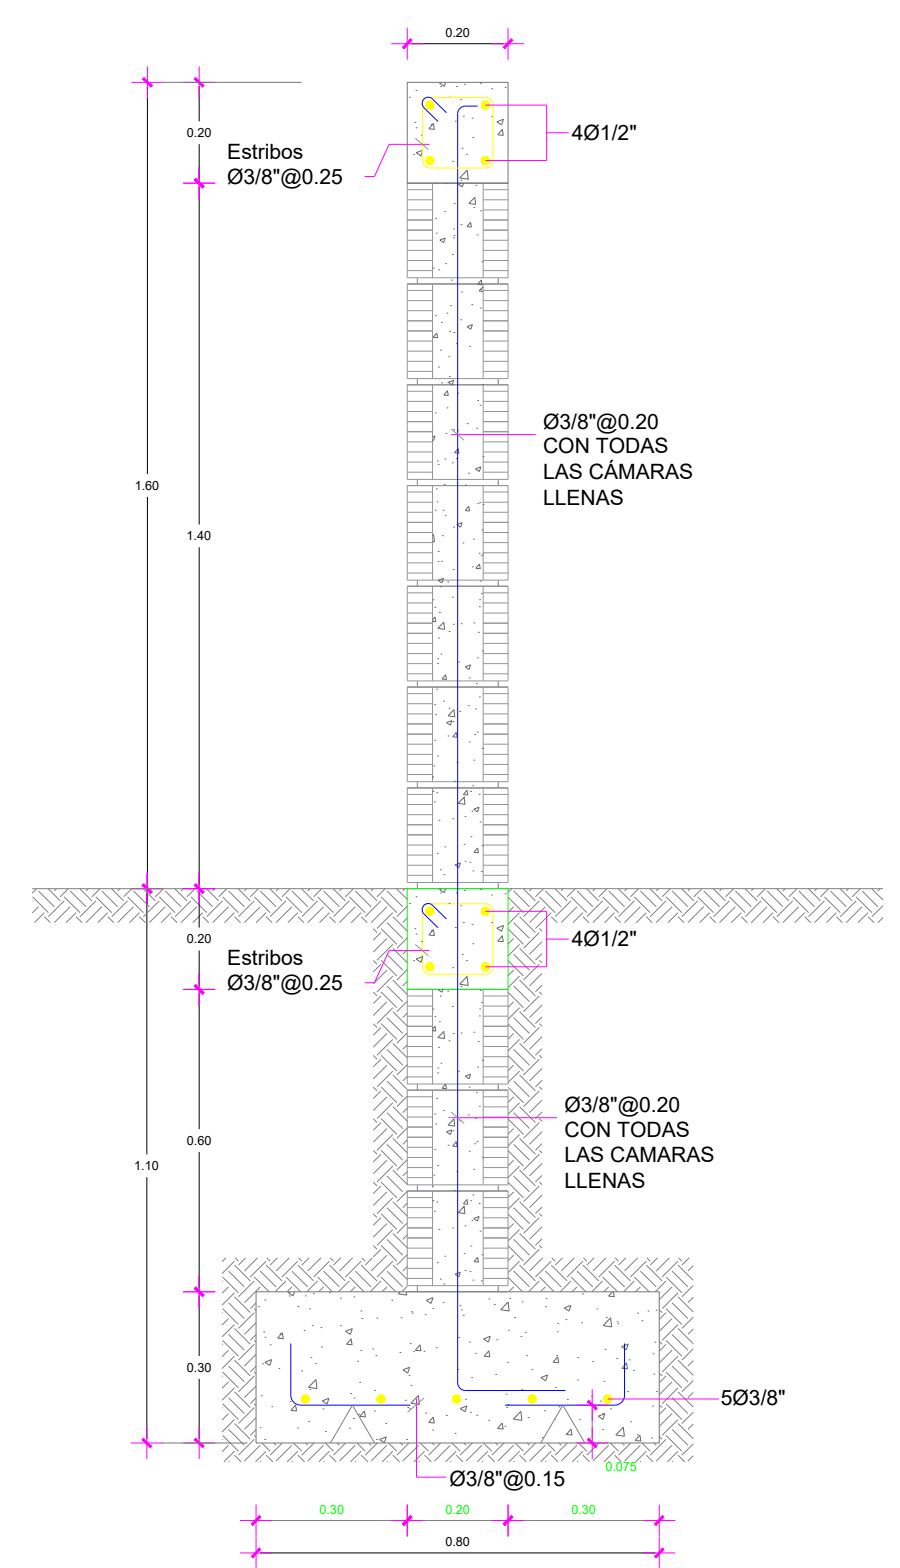 0.20
0.20
4Ø1/2"
Estribos
Ø3/8"@0.25
Ø3/8"@0.20
CON TODAS
LAS CÁMARAS
LLENAS
1.60
1.40
0.20
4Ø1/2"
Estribos
Ø3/8"@0.25
Ø3/8"@0.20
CON TODAS
LAS CAMARAS
LLENAS
0.60
1.10
0.30
5Ø3/8"
0.075
Ø3/8"@0.15
0.30
0.20
0.30
0.80